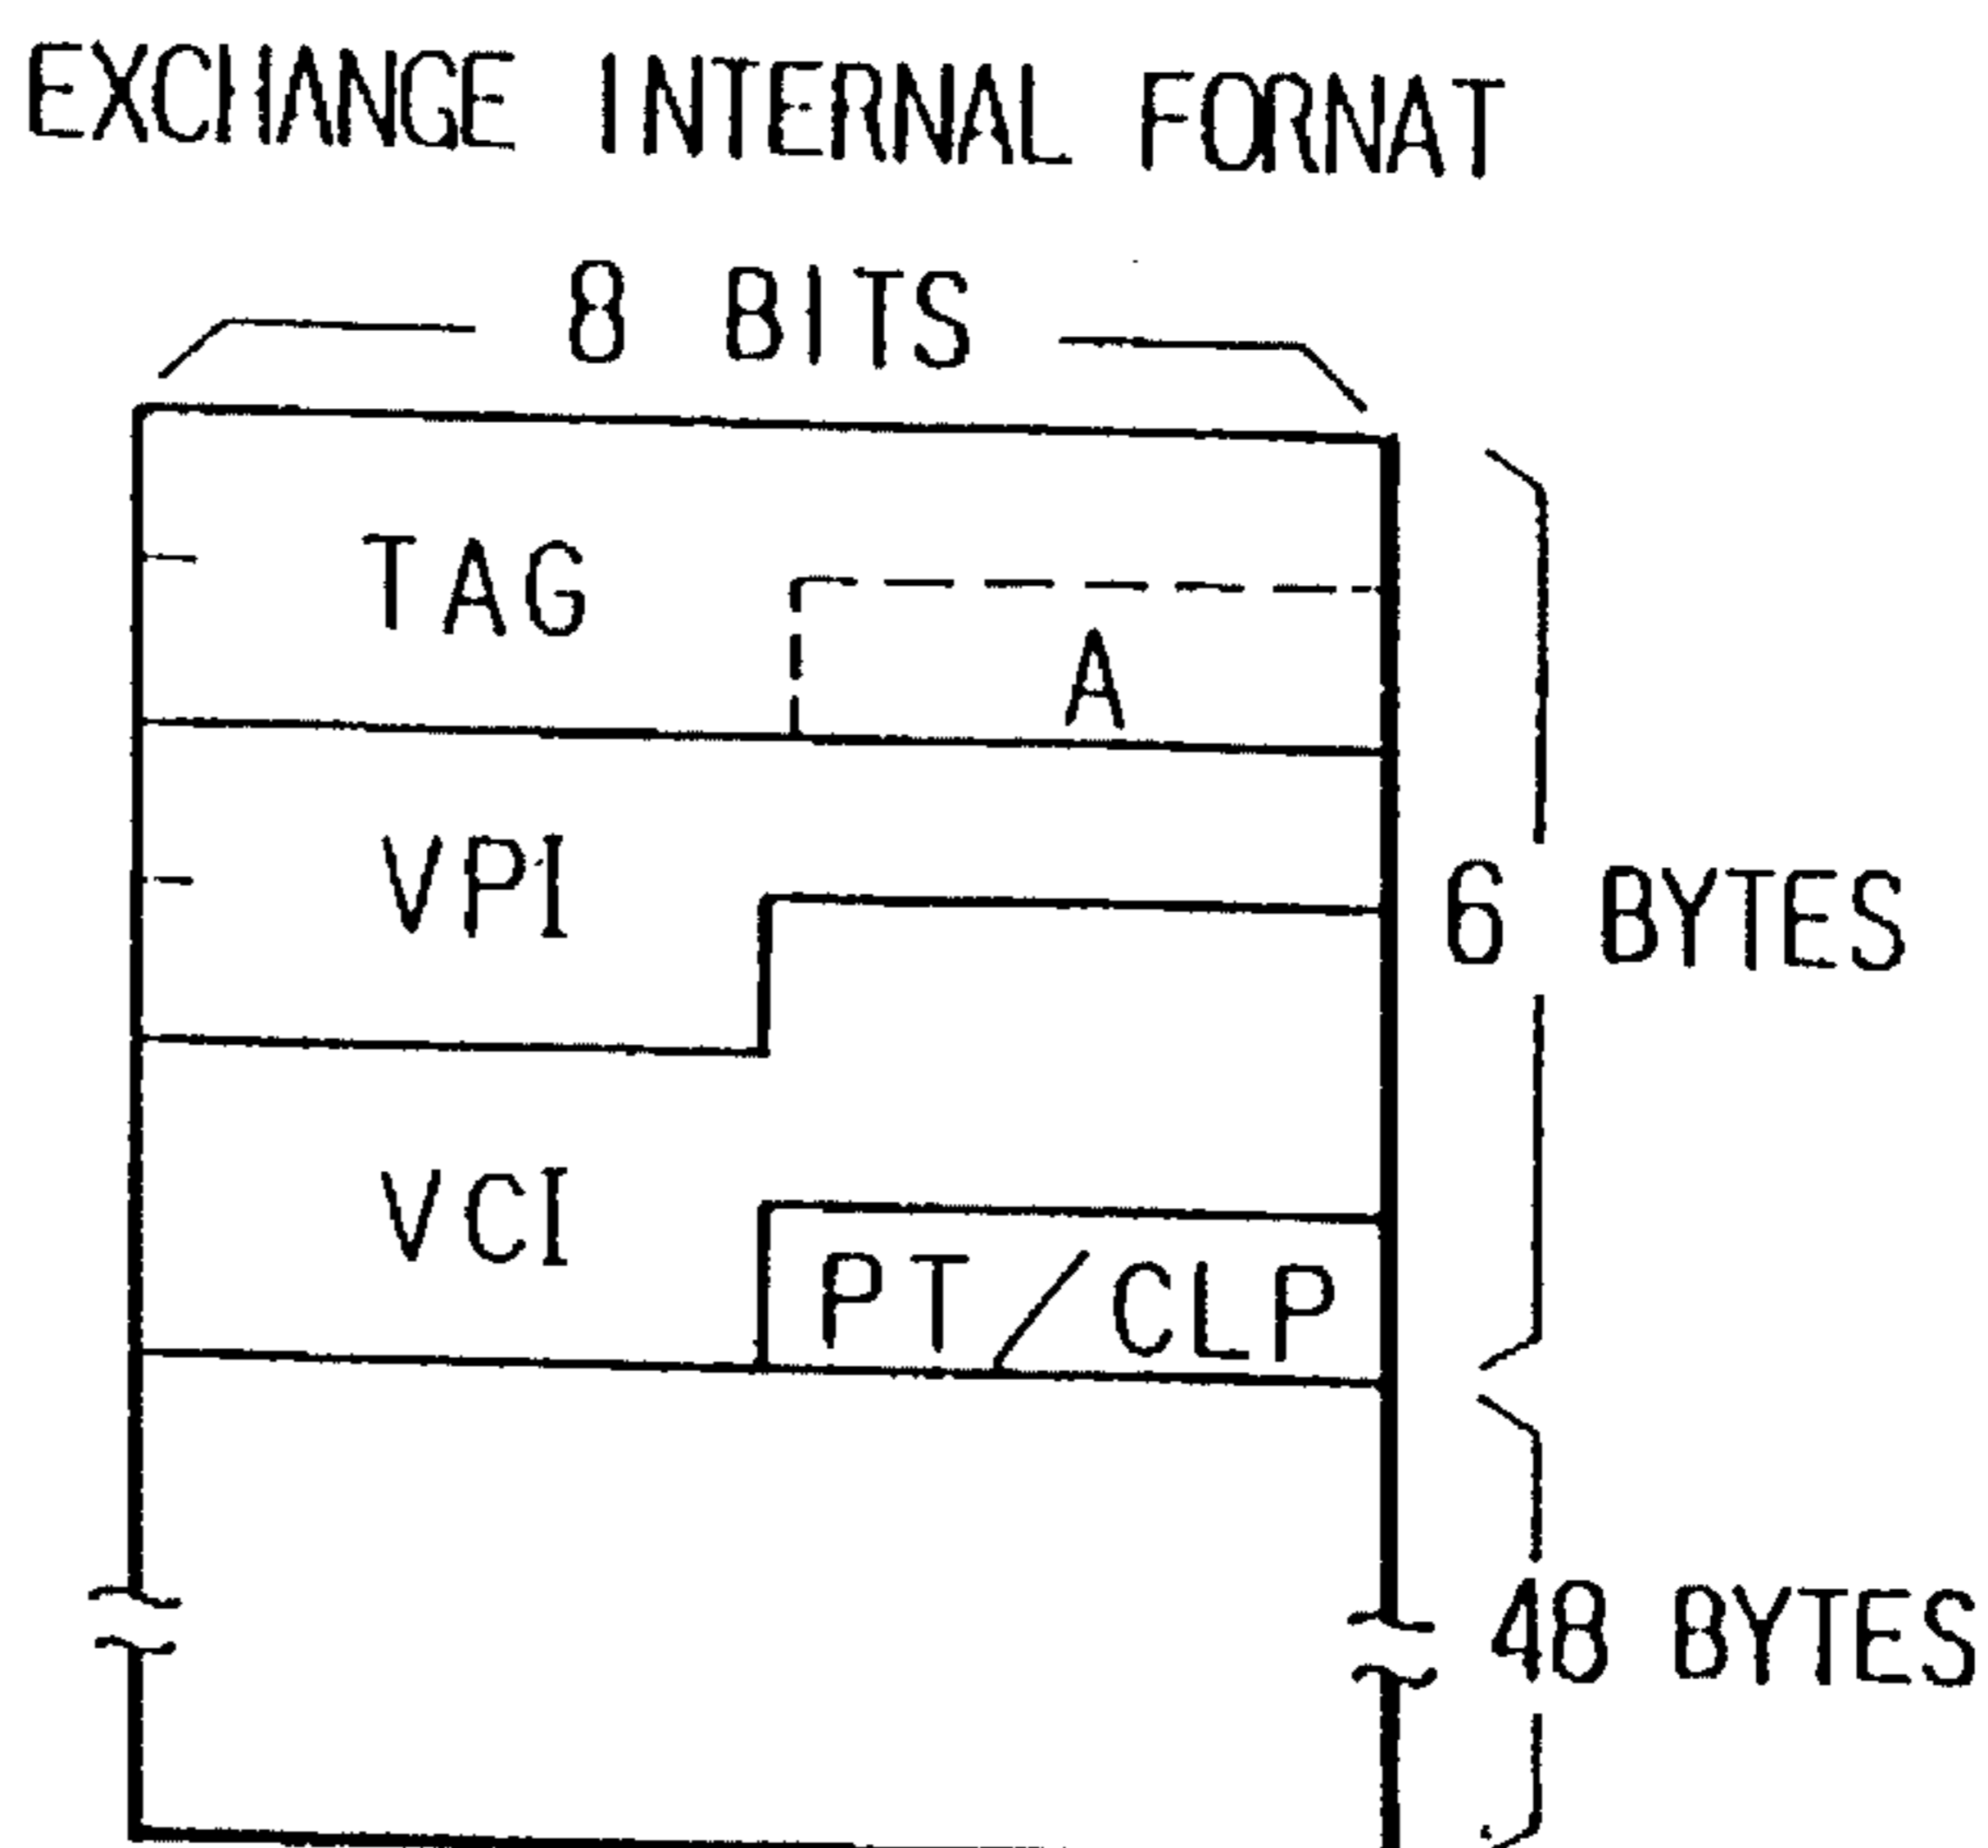 EXCHANGE INTERNAL FORNAT
8 BITS
TAG
A
VPI
6 BYTES
VCI
PT/CLP
48 BYTES